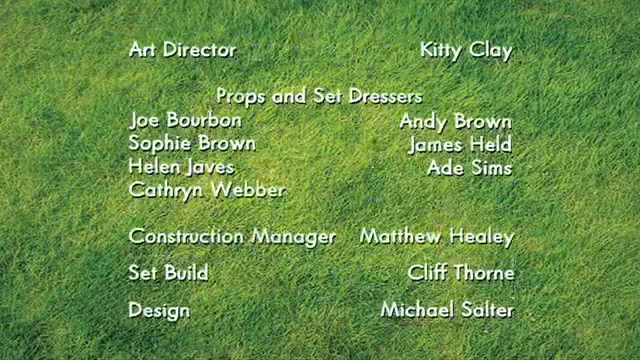 Art Director Kitty Clay
Props and Set Dressers
Joe Bourbon Andy Brown
Sophie Brown James Held
Helen Javes Ade Sims
Cathryn Webber
Construction Manager Matthew Healey
Set Build Cliff Thorne
Design Michael Salter